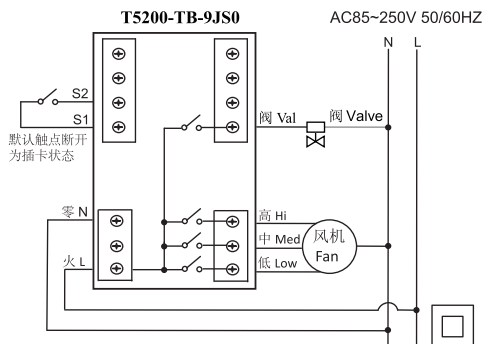 T5200-TB-9JS0
AC85~250V 50/60HZ
N L
S2
S1
默认触点断开
为插卡状态
阀 Val
阀 Valve
零 N
火 L
高 Hi
中 Med
低 Low
风机
Fan